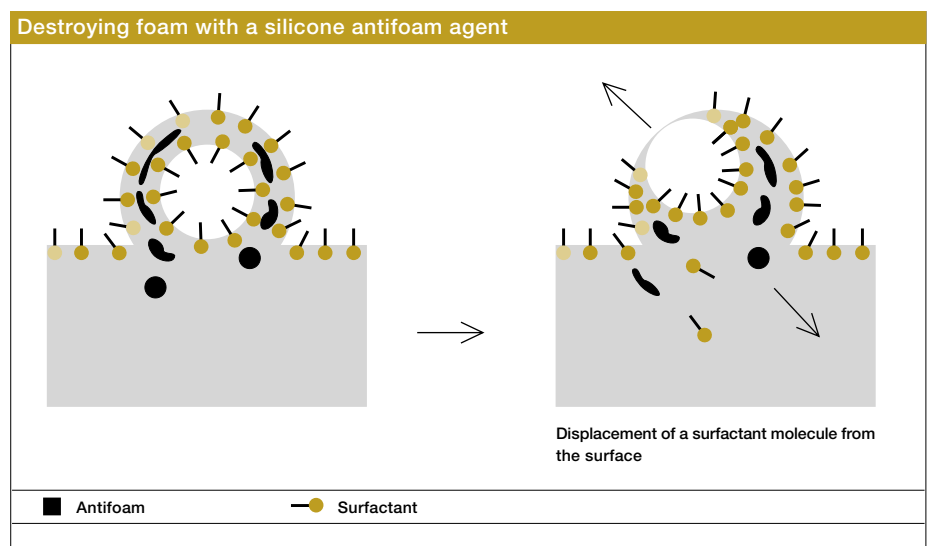 Destroying foam with a silicone antifoam agent
Displacement of a surfactant molecule from
the surface
Antifoam
Surfactant